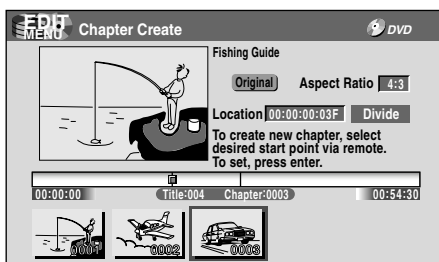 EDIT
MENU
Chapter Create
DVD
Fishing Guide
Original
Aspect Ratio 4:3
Location 00:00:00:03F Divide
To create new chapter, select
desired start point via remote.
To set, press enter.
00:00:00 Title:004 Chapter:0003 00:54:30
0001 0002 0003